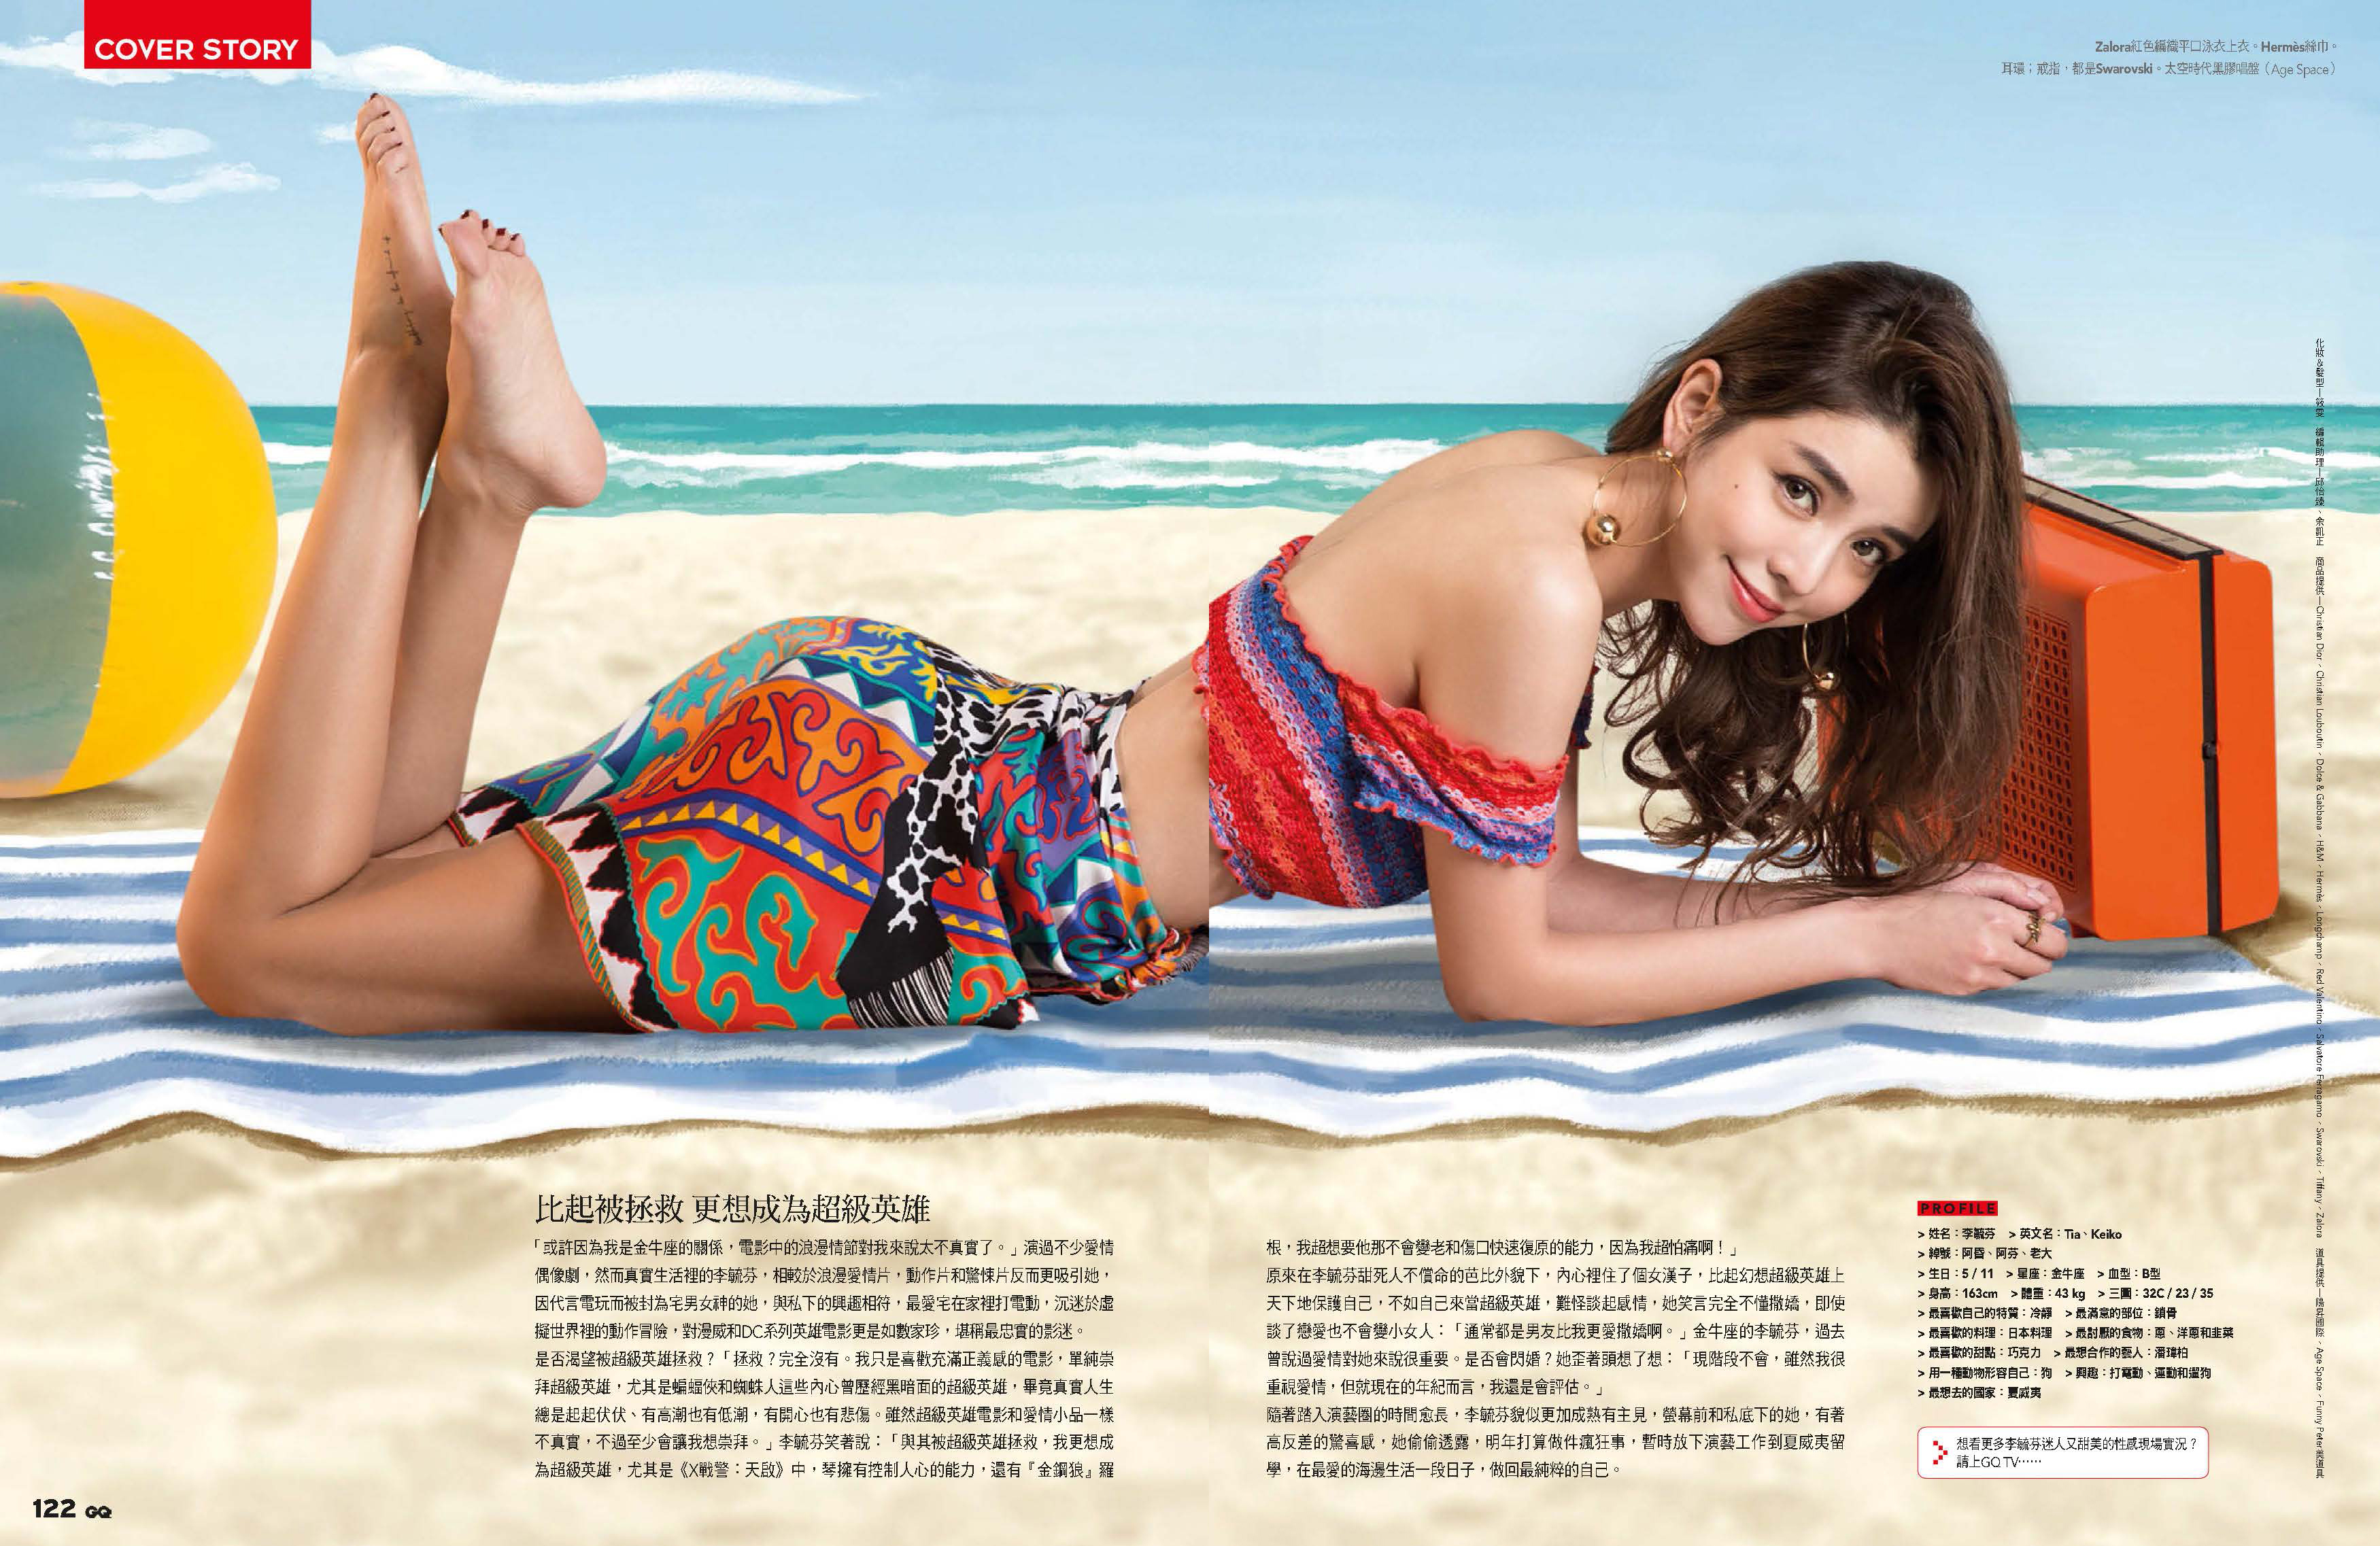 COVER STORY
Zalora紅色編織平口泳衣上衣。Hermès絲巾。
耳環；戒指，都是Swarovski。太空時代黑膠唱盤（Age Space）
比起被拯救 更想成為超級英雄
「或許因為我是金牛座的關係，電影中的浪漫情節對我來說太不真實了。」演過不少愛情
偶像劇，然而真實生活裡的李毓芬，相較於浪漫愛情片，動作片和驚悚片反而更吸引她，
因代言電玩而被封為宅男女神的她，與私下的興趣相符，最愛宅在家裡打電動，沉迷於虛
擬世界裡的動作冒險，對漫威和DC系列英雄電影更是如數家珍，堪稱最忠實的影迷。
是否渴望被超級英雄拯救？「拯救？完全沒有。我只是喜歡充滿正義感的電影，單純崇
拜超級英雄，尤其是蝙蝠俠和蜘蛛人這些內心曾歷經黑暗面的超級英雄，畢竟真實人生
總是起起伏伏、有高潮也有低潮，有開心也有悲傷。雖然超級英雄電影和愛情小品一樣
不真實，不過至少會讓我想崇拜。」李毓芬笑著說：「與其被超級英雄拯救，我更想成
為超級英雄，尤其是《X戰警：天啟》中，琴擁有控制人心的能力，還有『金鋼狼』羅
根，我超想要他那不會變老和傷口快速復原的能力，因為我超怕痛啊！」
原來在李毓芬甜死人不償命的芭比外貌下，內心裡住了個女漢子，比起幻想超級英雄上
天下地保護自己，不如自己來當超級英雄，難怪談起感情，她笑言完全不懂撒嬌，即使
談了戀愛也不會變小女人：「通常都是男友比我更愛撒嬌啊。」金牛座的李毓芬，過去
曾說過愛情對她來說很重要。是否會閃婚？她歪著頭想了想：「現階段不會，雖然我很
重視愛情，但就現在的年紀而言，我還是會評估。」
隨著踏入演藝圈的時間愈長，李毓芬貌似更加成熟有主見，螢幕前和私底下的她，有著
高反差的驚喜感，她偷偷透露，明年打算做件瘋狂事，暫時放下演藝工作到夏威夷留
學，在最愛的海邊生活一段日子，做回最純粹的自己。
PROFILE
> 姓名：李毓芬 > 英文名：Tia、Keiko
> 綽號：阿昏、阿芬、老大
> 生日：5 / 11 > 星座：金牛座 > 血型：B型
> 身高：163cm > 體重：43 kg > 三圍：32C / 23 / 35
> 最喜歡自己的特質：冷靜 > 最滿意的部位：鎖骨
> 最喜歡的料理：日本料理 > 最討厭的食物：蔥、洋蔥和韭菜
> 最喜歡的甜點：巧克力 > 最想合作的藝人：潘瑋柏
> 用一種動物形容自己：狗 > 興趣：打電動、運動和遛狗
> 最想去的國家：夏威夷
想看更多李毓芬迷人又甜美的性感現場實況？
請上GQ TV……
化妝&髮型—筱雯 編輯助理—邱怡臻、余凱正 商品提供—Christian Dior、Christian Louboutin、Dolce & Gabbana、H&M、Hermès、Longchamp、Red Valentino、Salvatore Ferragamo、Swarovski、Tiffany、Zalora 道具提供—陽昇國際、Age Space、Funny Peter
122 GQ